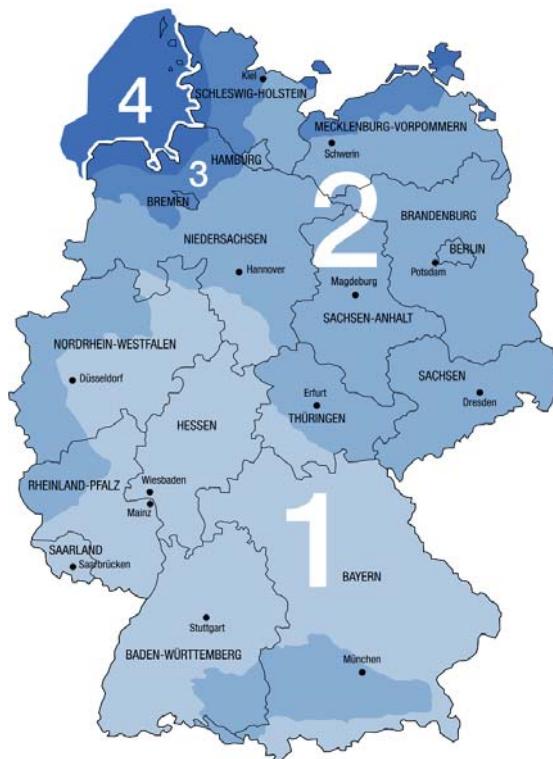 Kiel
SCHLESWIG-HOLSTEIN
4
MECKLENBURG-VORPOMMERN
Schwerin
HAMBURG
3
BREMEN
2
BRANDENBURG
NIEDERSACHSEN
BERLIN
Potsdam
Hannover
Magdeburg
SACHSEN-ANHALT
NORDRHEIN-WESTFALEN
Düsseldorf
SACHSEN
Dresden
Erfurt
THÜRINGEN
HESSEN
RHEINLAND-PFALZ
Wiesbaden
Mainz
1
SAARLAND
Saarbrücken
BAYERN
Stuttgart
BADEN-WÜRTTEMBERG
München